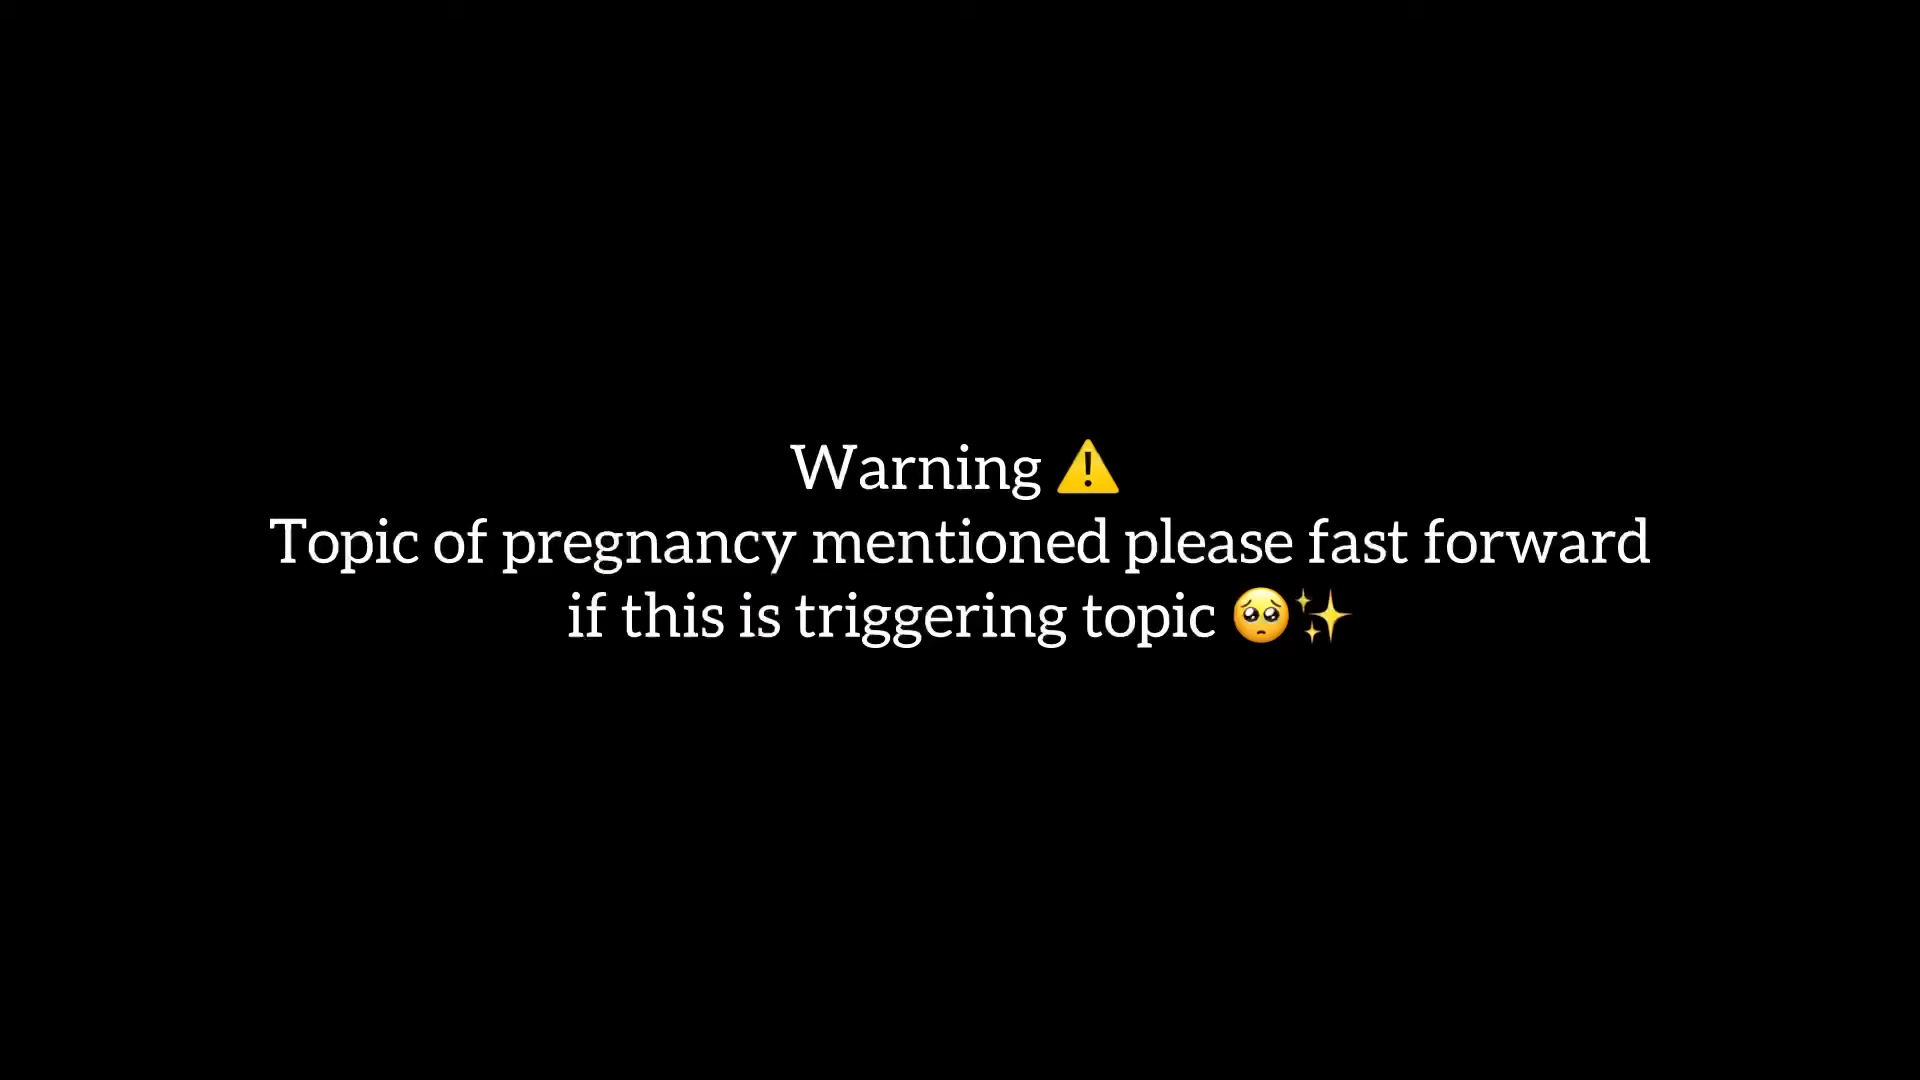 Warning ⚠️
Topic of pregnancy mentioned please fast forward
if this is triggering topic 🥺✨